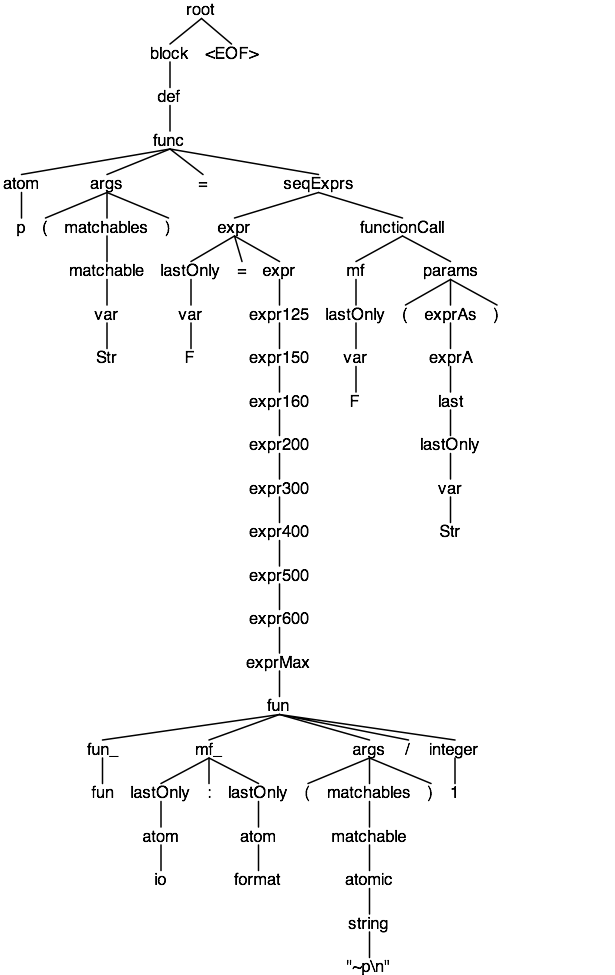 root
block <EOF>
def
func
atom args = seqExprs
p ( matchables ) expr functionCall
matchable lastOnly = expr mf params
var var expr125 lastOnly ( exprAs )
Str F expr150 var exprA
expr160 F last
expr200 lastOnly
expr300 var
expr400 Str
expr500
expr600
exprMax
fun
fun_ mf_ args / integer
fun lastOnly : lastOnly ( matchables ) 1
atom atom matchable
io format atomic
string
"~p\n"